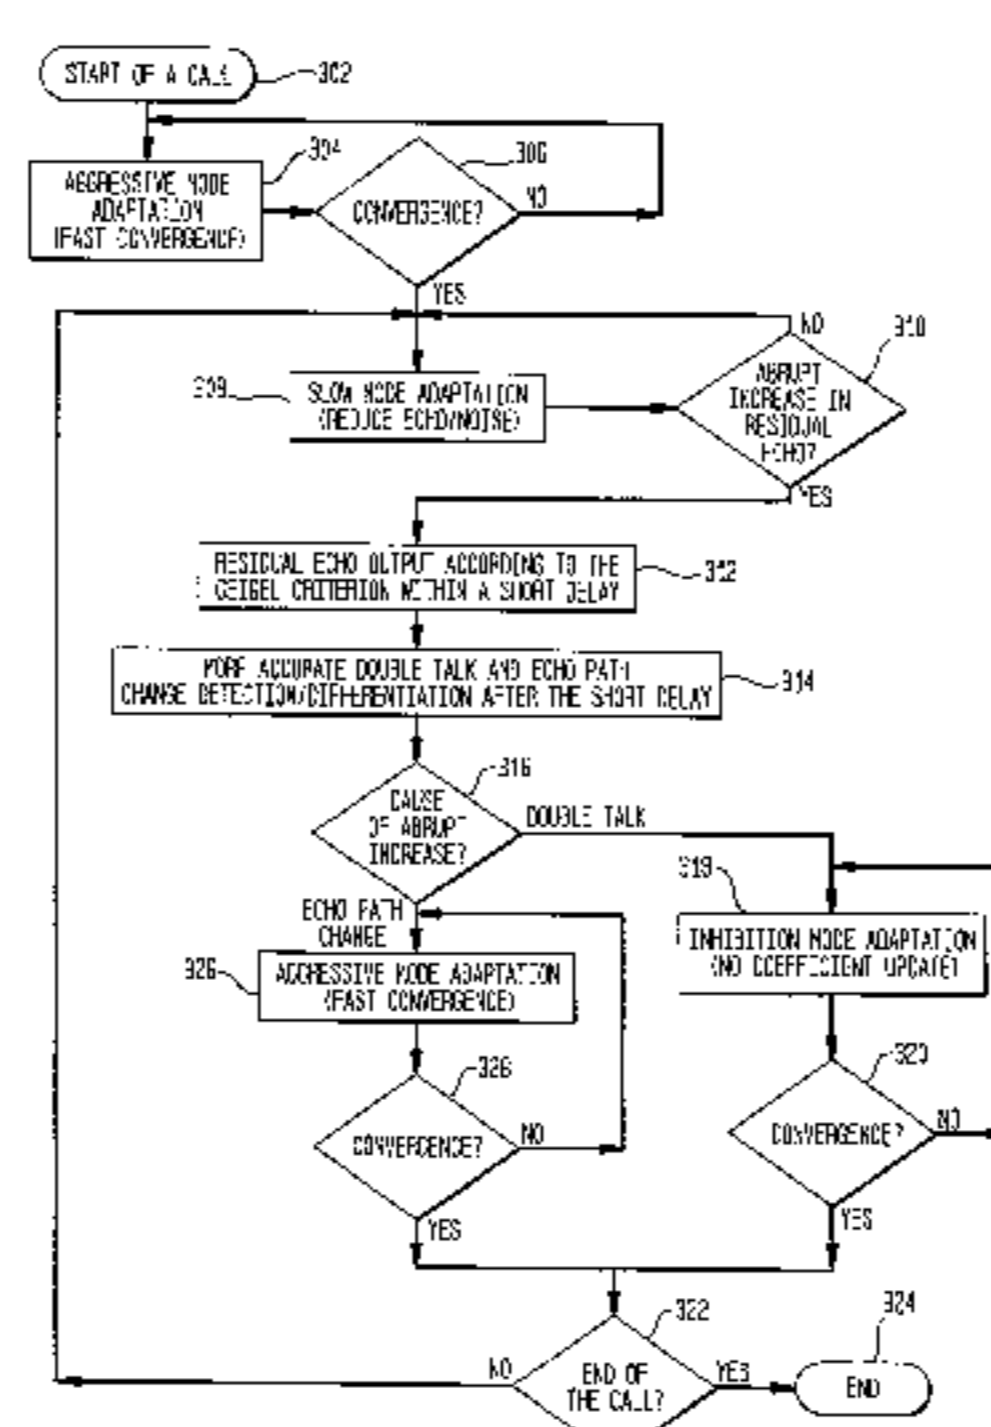 START OF A CALL
302
304
AGGRESSIVE MODE
ADAPTATION
(FAST CONVERGENCE)
306
CONVERGENCE?
NO
YES
308
SLOW MODE ADAPTATION
(REDUCE ECHO/NOISE)
NO
310
ABRUPT
INCREASE IN
RESIDUAL
ECHO?
YES
RESIDUAL ECHO OUTPUT ACCORDING TO THE
GEIGEL CRITERION WITHIN A SHORT DELAY
312
MORE ACCURATE DOUBLE TALK AND ECHO PATH
CHANGE DETECTION/DIFFERENTIATION AFTER THE SHORT DELAY
314
316
CAUSE
OF ABRUPT
INCREASE?
DOUBLE TALK
ECHO PATH
CHANGE
318
INHIBITION MODE ADAPTATION
(NO COEFFICIENT UPDATE)
AGGRESSIVE MODE ADAPTATION
(FAST CONVERGENCE)
320
CONVERGENCE?
NO
YES
CONVERGENCE?
NO
YES
322
END OF
THE CALL?
NO
YES
324
END